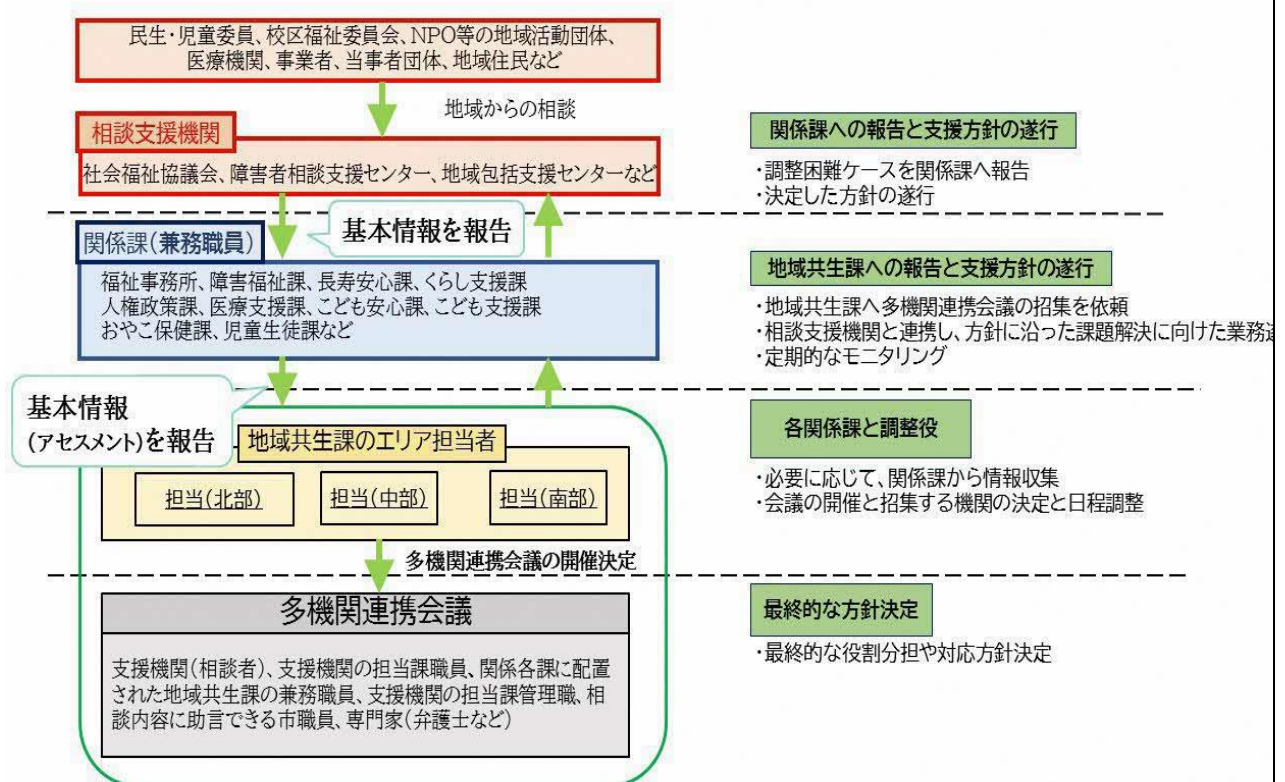 民生・児童委員、校区福祉委員会、NPO等の地域活動団体、
医療機関、事業者、当事者団体、地域住民など
地域からの相談
相談支援機関
社会福祉協議会、障害者相談支援センター、地域包括支援センターなど
関係課への報告と支援方針の遂行
・調整困難ケースを関係課へ報告
・決定した方針の遂行
基本情報を報告
関係課(兼務職員)
福祉事務所、障害福祉課、長寿安心課、くらし支援課
人権政策課、医療支援課、こども安心課、こども支援課
おやこ保健課、児童生徒課など
地域共生課への報告と支援方針の遂行
・地域共生課へ多機関連携会議の招集を依頼
・相談支援機関と連携し、方針に沿った課題解決に向けた業務
・定期的なモニタリング
基本情報
(アセスメント)を報告
地域共生課のエリア担当者
担当(北部)
担当(中部)
担当(南部)
各関係課と調整役
・必要に応じて、関係課から情報収集
・会議の開催と招集する機関の決定と日程調整
多機関連携会議の開催決定
多機関連携会議
支援機関(相談者)、支援機関の担当課職員、関係各課に配置
された地域共生課の兼務職員、支援機関の担当課管理職、相
談内容に助言できる市職員、専門家(弁護士など)
最終的な方針決定
・最終的な役割分担や対応方針決定